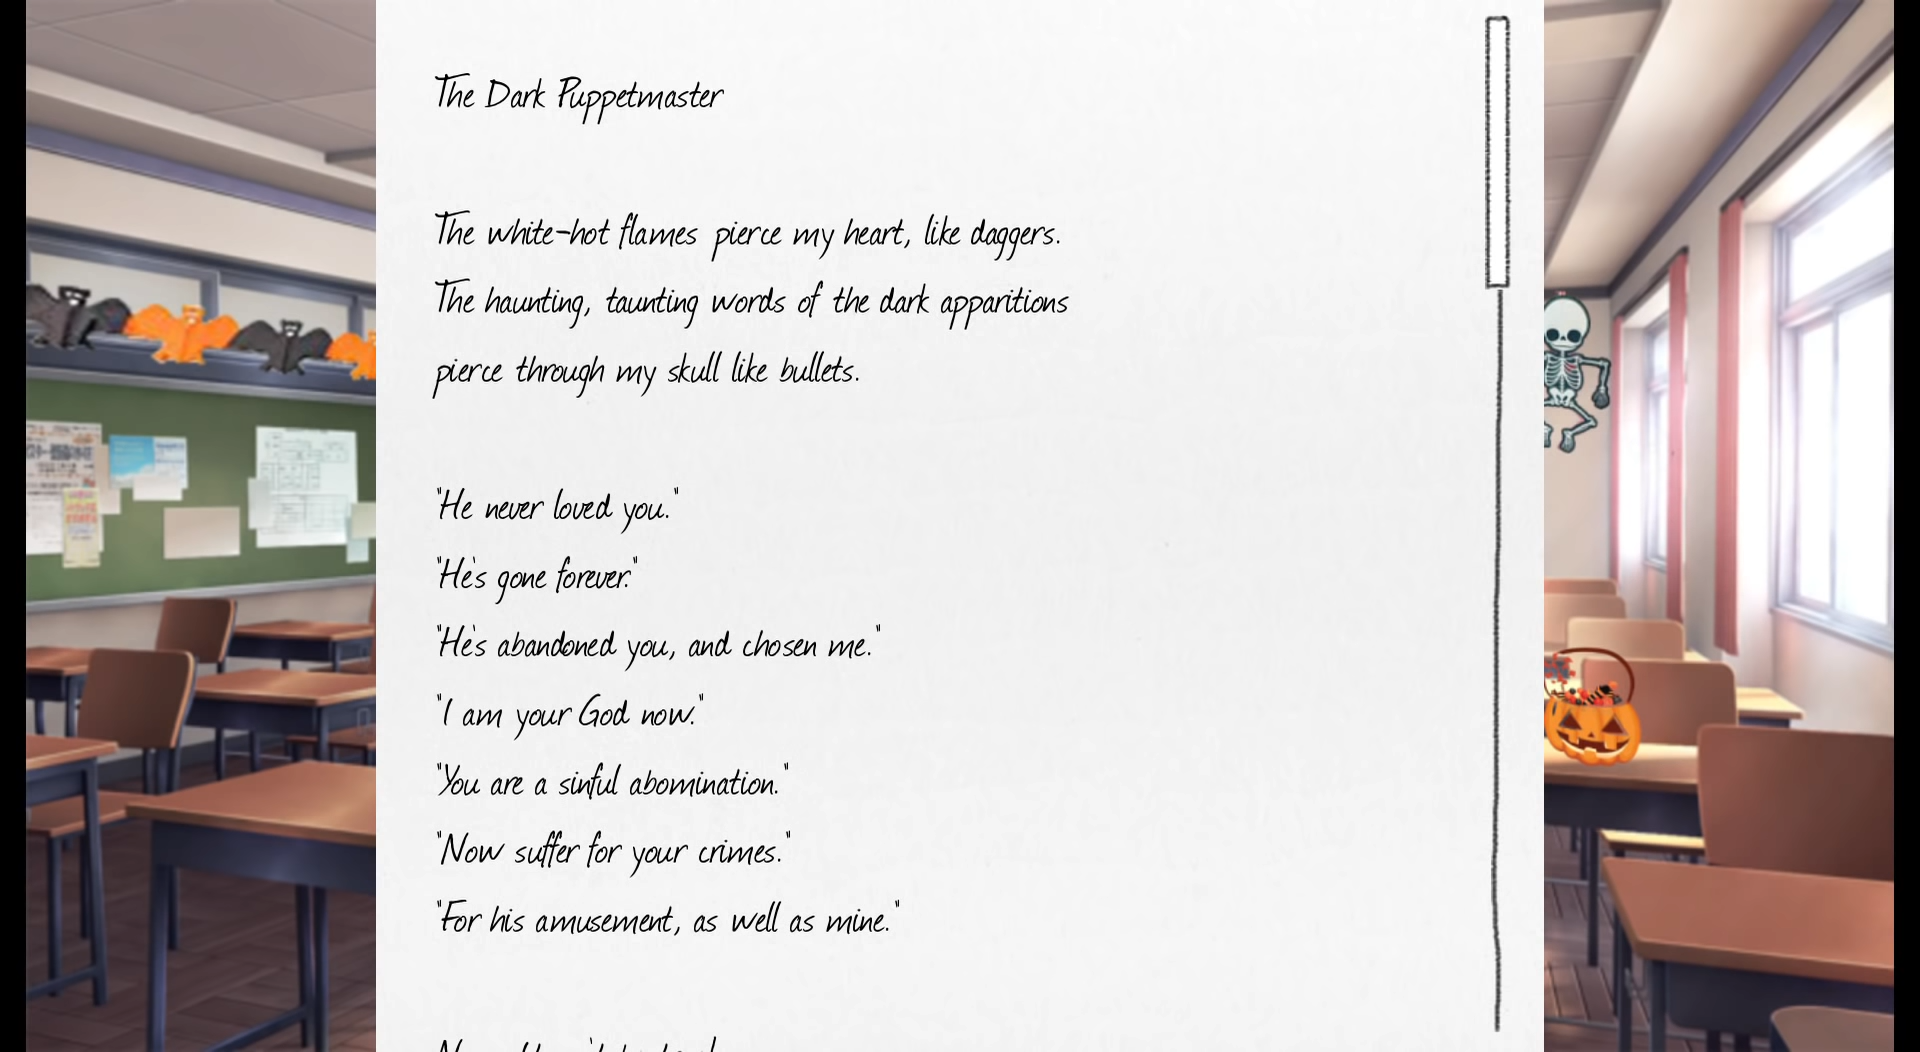 The Dark Puppetmaster
The white-hot flames pierce my heart, like daggers.
The haunting, taunting words of the dark apparitions
pierce through my skull like bullets.
"He never loved you."
"He's gone forever."
"He's abandoned you, and chosen me."
"I am your God now."
"You are a sinful abomination."
"Now suffer for your crimes."
"For his amusement, as well as mine."